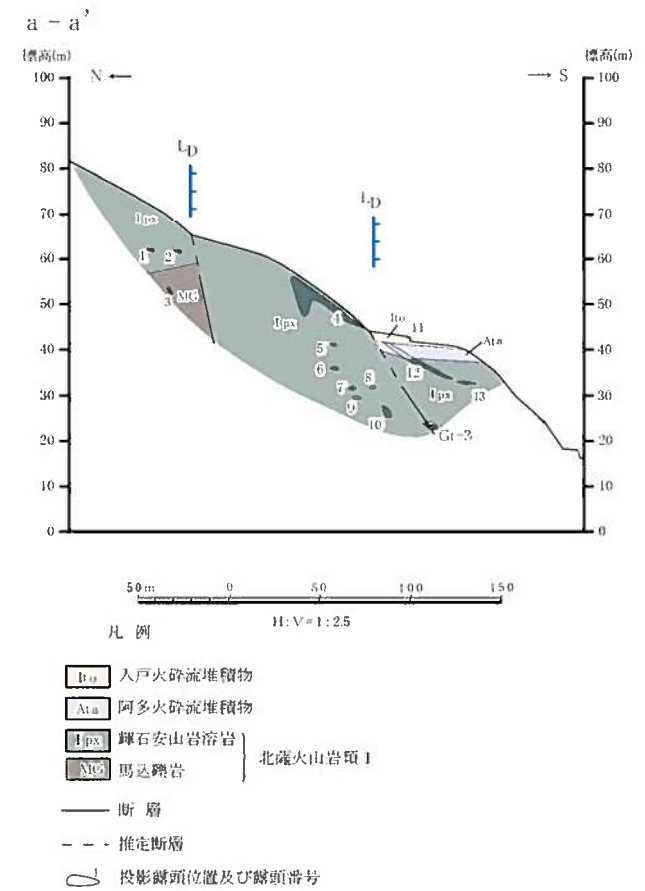 a - a'
標高(m)
標高(m)
N ←
→ S
100
90
80
70
60
50
40
30
20
10
0
100
90
80
70
60
50
40
30
20
10
0
LD
LD
Ipx
1
2
3
MG
Ipx
4
5
6
7
8
9
10
Ito
11
Ata
12
Ipx
13
Gt-3
50m 0 50 100 150
H:V=1:2.5
凡 例
Ito 入戸火砕流堆積物
Ata 阿多火砕流堆積物
Ipx 輝石安山岩溶岩
MG 馬込礫岩
北薩火山岩類 I
断 層
推定断層
1 投影露頭位置及び露頭番号